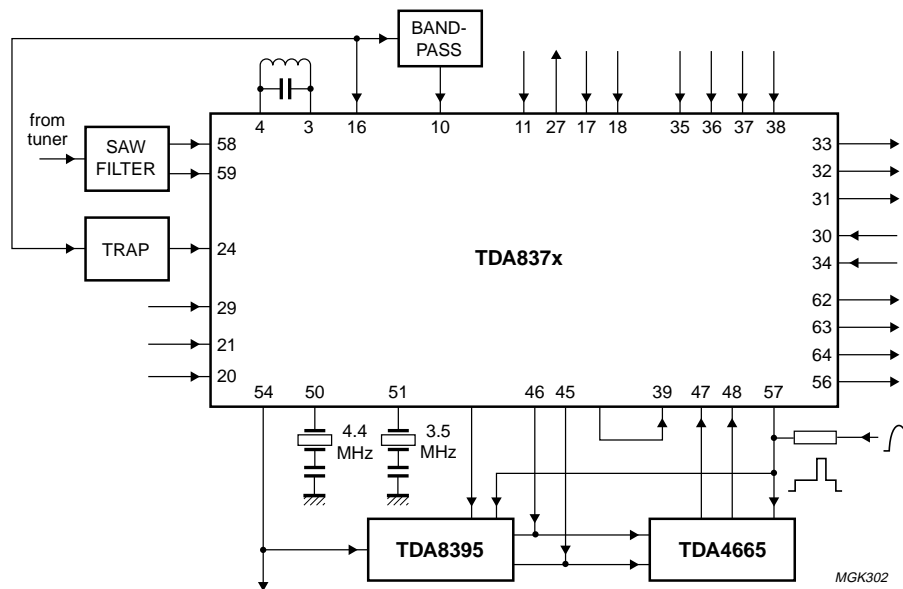 BAND-
PASS
4
3
16
10
11
27
17
18
35
36
37
38
from
tuner
SAW
FILTER
58
59
33
32
31
TRAP
24
TDA837x
30
34
29
21
20
62
63
64
56
54
50
51
46
45
39
47
48
57
4.4
MHz
3.5
MHz
TDA8395
TDA4665
MGK302